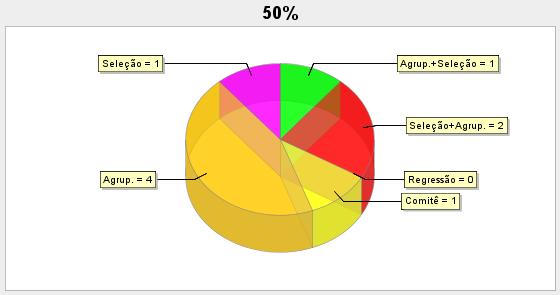 50%
Seleção = 1
Agrup.+Seleção = 1
Seleção+Agrup. = 2
Agrup. = 4
Regressão = 0
Comitê = 1